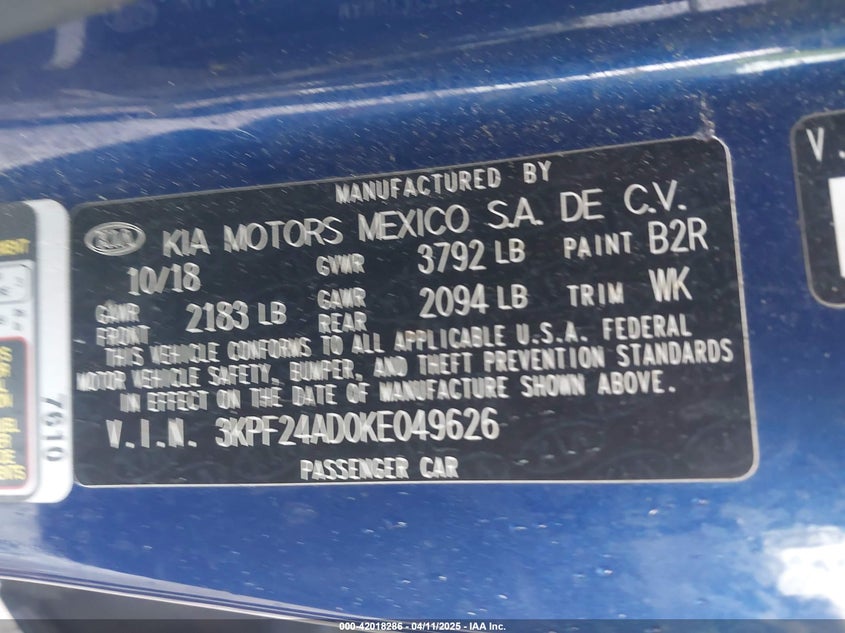 MANUFACTURED BY
KIA KIA MOTORS MEXICO S.A. DE C.V.
10/18 GVWR 3792 LB PAINT B2R
GAWR FRONT 2183 LB GAWR REAR 2094 LB TRIM WK
THIS VEHICLE CONFORMS TO ALL APPLICABLE U.S.A. FEDERAL
MOTOR VEHICLE SAFETY, BUMPER, AND THEFT PREVENTION STANDARDS
IN EFFECT ON THE DATE OF MANUFACTURE SHOWN ABOVE.
V.I.N. 3KPF24AD0KE049626
PASSENGER CAR
7610
V.
000-42018286 - 04/11/2025 - IAA Inc.